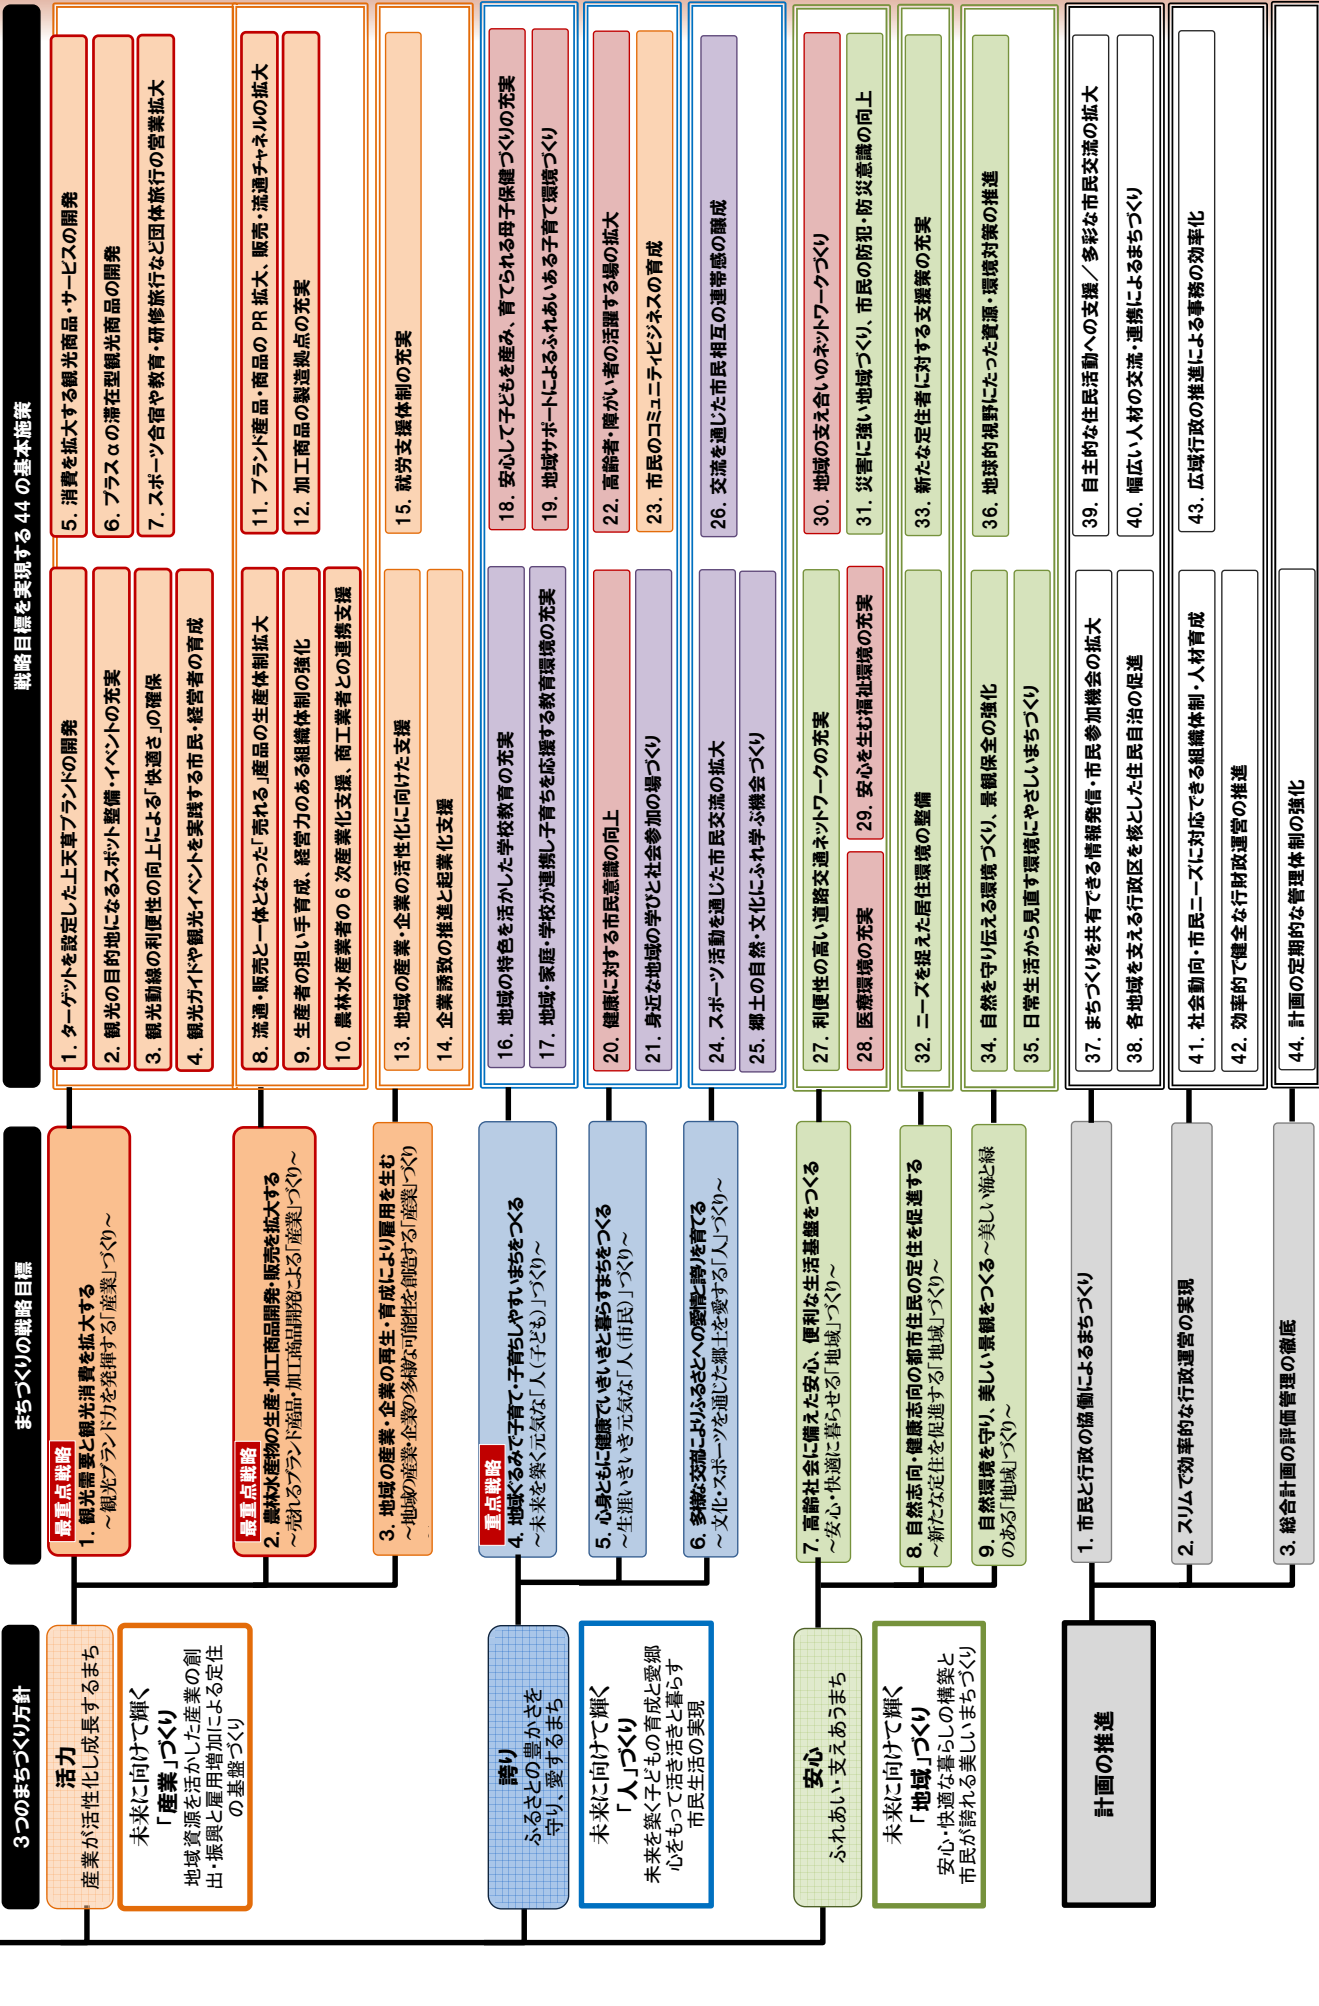 3つのまちづくり方針
まちづくりの戦略目標
戦略目標を実現する 44 の基本施策
活力
産業が活性化し成長するまち
未来に向けて輝く
「産業」づくり
地域資源を活かした産業の創
出・振興と雇用増加による定住
の基盤づくり
最重点戦略
1. 観光需要と観光消費を拡大する
～観光ブランド力を発揮する「産業」づくり～
1. ターゲットを設定した上天草ブランドの開発
2. 観光の目的地になるスポット整備・イベントの充実
3. 観光動線の利便性の向上による「快適さ」の確保
4. 観光ガイドや観光イベントを実践する市民・経営者の育成
5. 消費を拡大する観光商品・サービスの開発
6. プラスαの滞在型観光商品の開発
7. スポーツ合宿や教育・研修旅行など団体旅行の営業拡大
最重点戦略
2. 農林水産物の生産・加工商品開発・販売を拡大する
～売れるブランド産品・加工商品開発による「産業」づくり～
8. 流通・販売と一体となった「売れる」産品の生産体制拡大
9. 生産者の担い手育成、経営力のある組織体制の強化
10. 農林水産業者の 6 次産業化支援、商工業者との連携支援
11. ブランド産品・商品の PR 拡大、販売・流通チャネルの拡大
12. 加工商品の製造拠点の充実
3. 地域の産業・企業の再生・育成により雇用を生む
～地域の産業・企業の多様な可能性を創造する「産業」づくり
13. 地域の産業・企業の活性化に向けた支援
14. 企業誘致の推進と起業化支援
15. 就労支援体制の充実
誇り
ふるさとの豊かさを
守り、愛するまち
未来に向けて輝く
「人」づくり
未来を築く子どもの育成と愛郷
心をもって活き活きと暮らす
市民生活の実現
重点戦略
4. 地域ぐるみで子育て・子育ちしやすいまちをつくる
～未来を築く元気な「人（子ども）」づくり～
16. 地域の特色を活かした学校教育の充実
17. 地域・家庭・学校が連携し子育ちを応援する教育環境の充実
18. 安心して子どもを産み、育てられる母子保健づくりの充実
19. 地域サポートによるふれあいある子育て環境づくり
5. 心身ともに健康でいきいきと暮らすまちをつくる
～生涯いきいき元気な「人（市民）」づくり～
20. 健康に対する市民意識の向上
21. 身近な地域の学びと社会参加の場づくり
22. 高齢者・障がい者の活躍する場の拡大
23. 市民のコミュニティビジネスの育成
6. 多様な交流によりふるさとへの愛情と誇りを育てる
～文化・スポーツを通じた郷土を愛する「人」づくり～
24. スポーツ活動を通じた市民交流の拡大
25. 郷土の自然・文化にふれ学ぶ機会づくり
26. 交流を通じた市民相互の連帯感の醸成
安心
ふれあい・支えあうまち
未来に向けて輝く
「地域」づくり
安心・快適な暮らしの構築と
市民が誇れる美しいまちづくり
7. 高齢社会に備えた安心、便利な生活基盤をつくる
～安心・快適に暮らせる「地域」づくり～
27. 利便性の高い道路交通ネットワークの充実
28. 医療環境の充実
29. 安心を生む福祉環境の充実
30. 地域の支え合いのネットワークづくり
31. 災害に強い地域づくり、市民の防犯・防災意識の向上
8. 自然志向・健康志向の都市住民の定住を促進する
～新たな定住を促進する「地域」づくり～
32. ニーズを捉えた居住環境の整備
33. 新たな定住者に対する支援策の充実
9. 自然環境を守り、美しい景観をつくる～美しい海と緑
のある「地域」づくり～
34. 自然を守り伝える環境づくり、景観保全の強化
35. 日常生活から見直す環境にやさしいまちづくり
36. 地球的視野にたった資源・環境対策の推進
計画の推進
1. 市民と行政の協働によるまちづくり
37. まちづくりを共有できる情報発信・市民参加機会の拡大
38. 各地域を支える行政区を核とした住民自治の促進
39. 自主的な住民活動への支援／多彩な市民交流の拡大
40. 幅広い人材の交流・連携によるまちづくり
2. スリムで効率的な行政運営の実現
41. 社会動向・市民ニーズに対応できる組織体制・人材育成
42. 効率的で健全な行財政運営の推進
43. 広域行政の推進による事務の効率化
3. 総合計画の評価管理の徹底
44. 計画の定期的な管理体制の強化